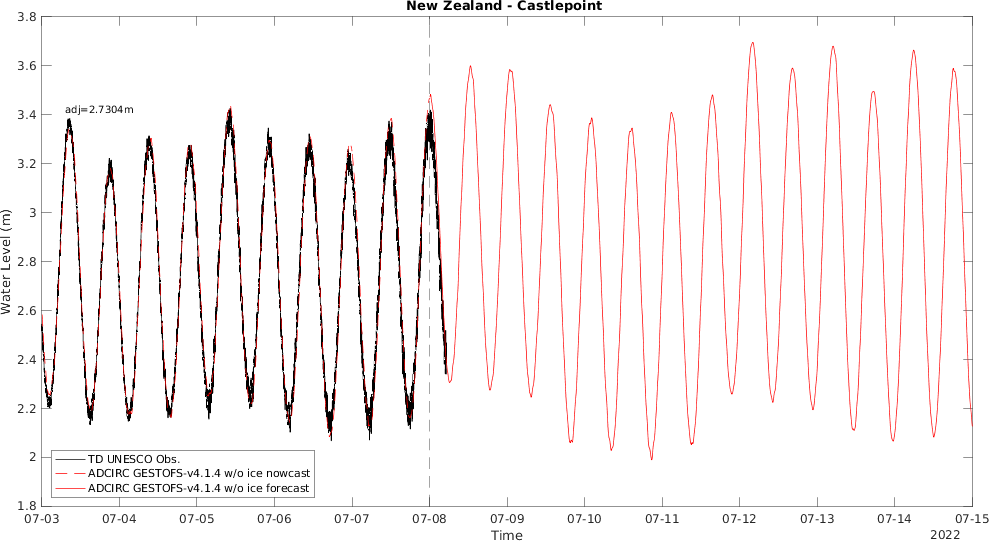 New Zealand - Castlepoint
3.8
3.6
3.4
3.2
3
2.8
2.6
2.4
2.2
2
1.8
Water Level (m)
adj=2.7304m
TD UNESCO Obs.
ADCIRC GESTOFS-v4.1.4 w/o ice nowcast
ADCIRC GESTOFS-v4.1.4 w/o ice forecast
07-03 07-04 07-05 07-06 07-07 07-08 07-09 07-10 07-11 07-12 07-13 07-14 07-15
Time
2022